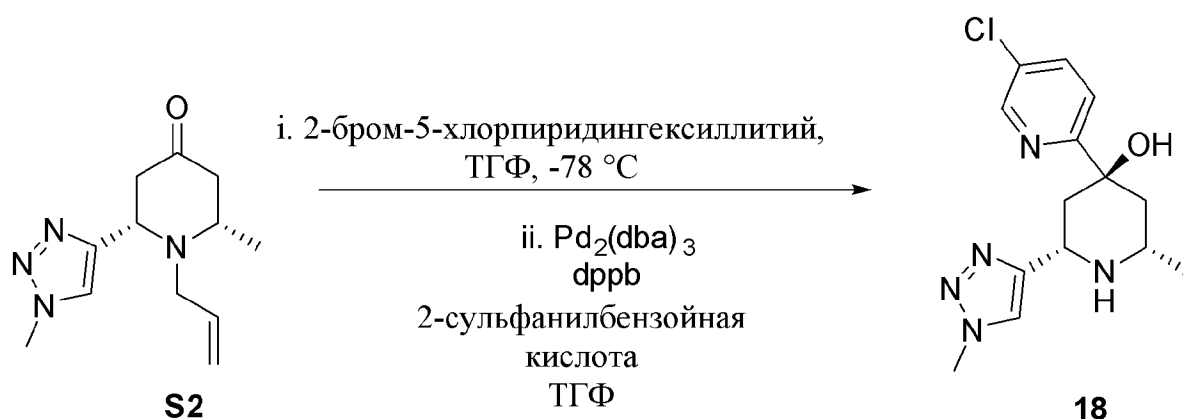 Cl
N
OH
O
i. 2-бром-5-хлорпиридингексиллитий,
ТГФ, -78 °C
N
N
N
N
ii. Pd2(dba)3
dppb
2-сульфанилбензойная
кислота
ТГФ
N
N
N
N
H
S2
18